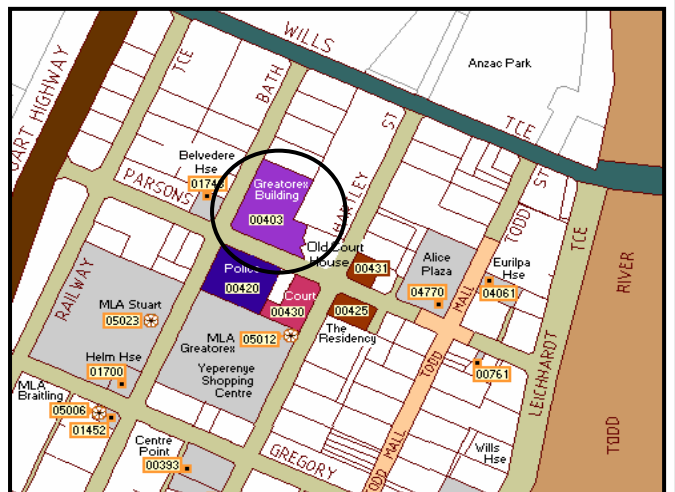 WILLS
TCE
Anzac Park
UART HIGHWAY
TCE
BATH
ST
Belvedere
Hse
PARSONS
Greatorex
Building
00403
HARTLEY
Old Court
House
00431
TODD
ST
TCE
Alice
Plaza
04770
Eurilpa
Hse
04061
RIVER
Police
00420
Court
00430
00425
The
Residency
MALL
RAILWAY
MLA Stuart
05023
MLA
Greatorex
05012
Yeperenye
Shopping
Centre
Helm Hse
01700
TODD
00761
LEICHHARDT
MLA
Braitling
05006
01452
Centre
Point
00393
GREGORY
TODD MALL
Wills
Hse
TODD